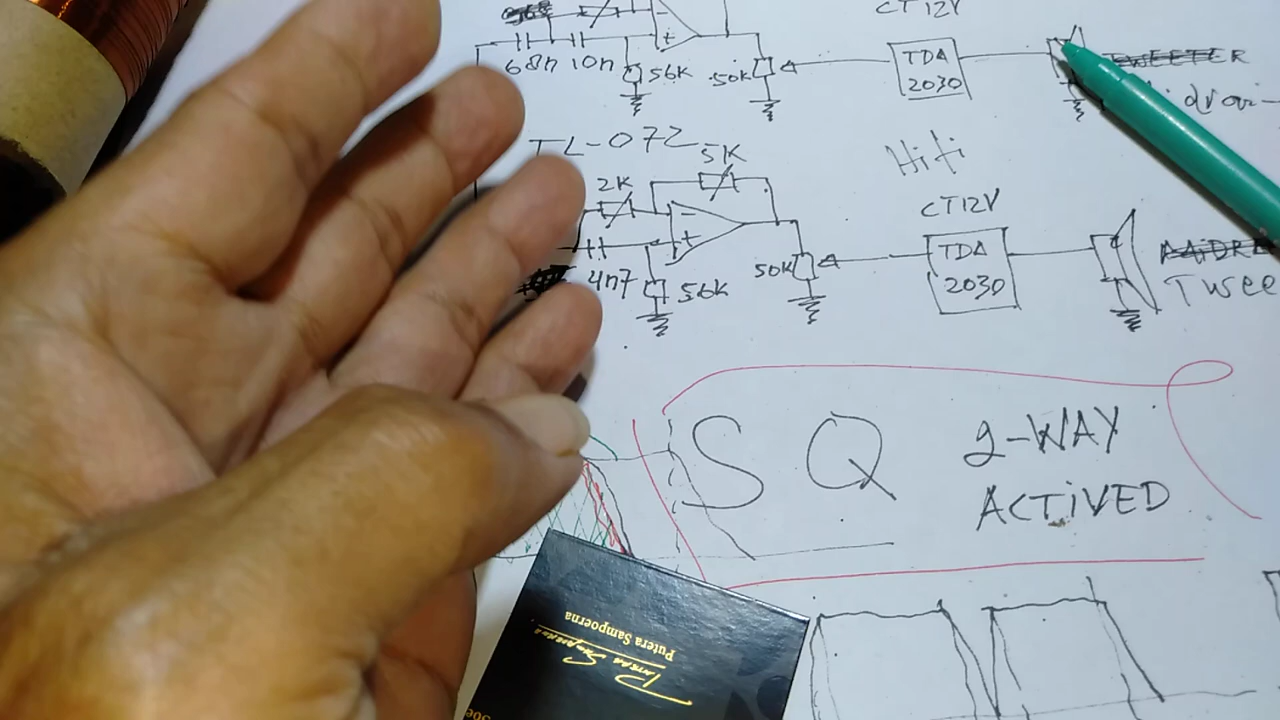 CT12V
68n 10n 56K 50K
TDA
2030
TWEETER
TL-072
5K
Hifi
2K
CT12V
4n7 56K 50K
TDA
2030
Twee
SQ 2-WAY
ACTiVED
Putera Sampoerna